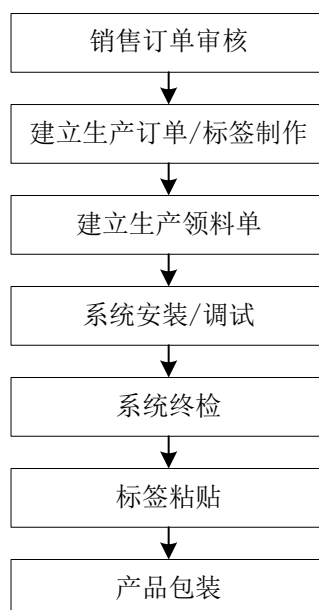 销售订单审核
建立生产订单/标签制作
建立生产领料单
系统安装/调试
系统终检
标签粘贴
产品包装